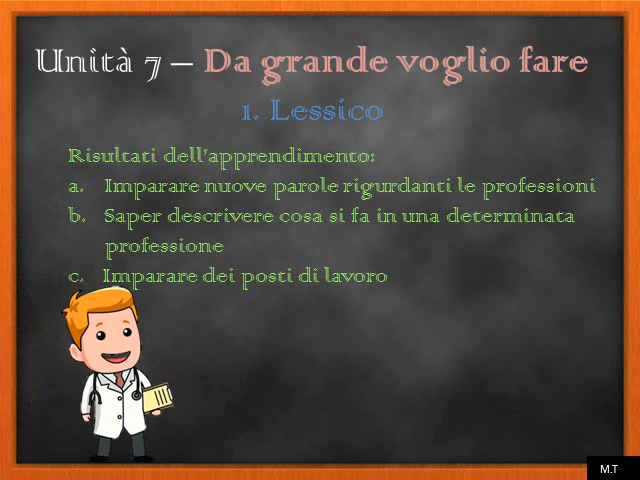 Unità 7 – Da grande voglio fare
1. Lessico
Risultati dell'apprendimento:
a. Imparare nuove parole rigurdanti le professioni
b. Saper descrivere cosa si fa in una determinata
professione
c. Imparare dei posti di lavoro
M.T